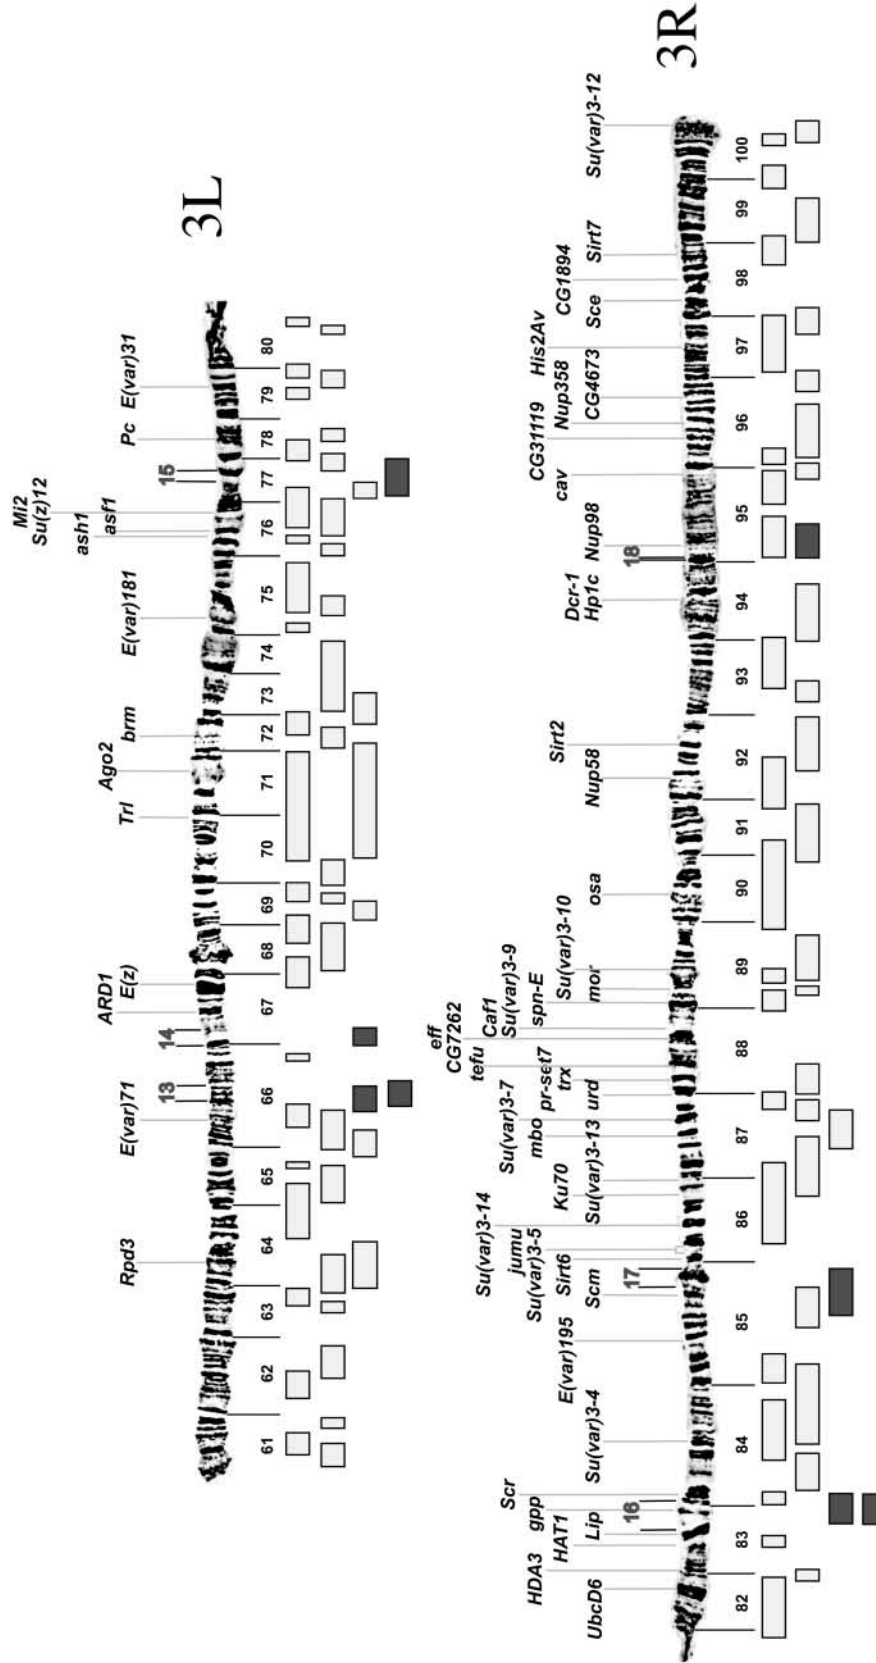 3L
Mi2
Su(z)12
ash1
asf1
Pc
E(var)31
15
E(var)181
brm
Ago2
Trl
ARD1
E(z)
14
13
E(var)71
Rpd3
61 62 63 64 65 66 67 68 69 70 71 72 73 74 75 76 77 78 79 80
3R
Su(var)3-12
Sirt7
CG1894
Sce
His2Av
CG4673
Nup358
CG31119
cav
Nup98
18
Dcr-1
Hp1c
Sirt2
Nup58
osa
Su(var)3-10
mor
spn-E
Su(var)3-9
Caf1
eff
CG7262
tefu
pr-set7
trx
urd
Su(var)3-7
mbo
Su(var)3-13
Ku70
Su(var)3-14
jumu
Su(var)3-5
Sirt6
Scm
17
E(var)195
Su(var)3-4
Scr
gpp
16
Lip
HAT1
HDA3
UbcD6
82 83 84 85 86 87 88 89 90 91 92 93 94 95 96 97 98 99 100